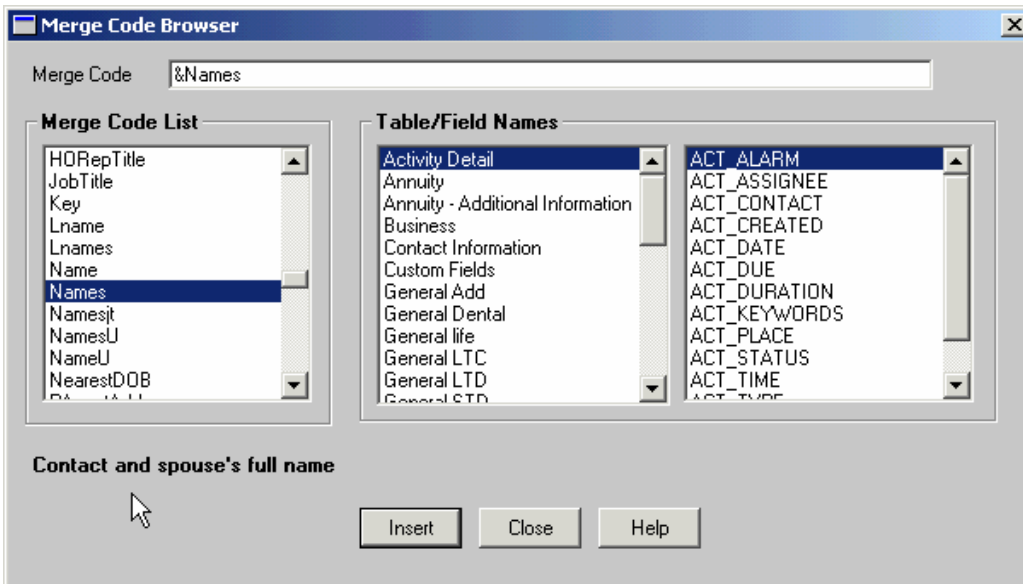 Merge Code Browser
Merge Code
&Names
Merge Code List
HORepTitle
JobTitle
Key
Lname
Lnames
Name
Names
Namesjt
NamesU
NameU
NearestDOB
Table/Field Names
Activity Detail
Annuity
Annuity - Additional Information
Business
Contact Information
Custom Fields
General Add
General Dental
General life
General LTC
General LTD
General STD
ACT_ALARM
ACT_ASSIGNEE
ACT_CONTACT
ACT_CREATED
ACT_DATE
ACT_DUE
ACT_DURATION
ACT_KEYWORDS
ACT_PLACE
ACT_STATUS
ACT_TIME
ACT_TYPE
Contact and spouse's full name
Insert
Close
Help